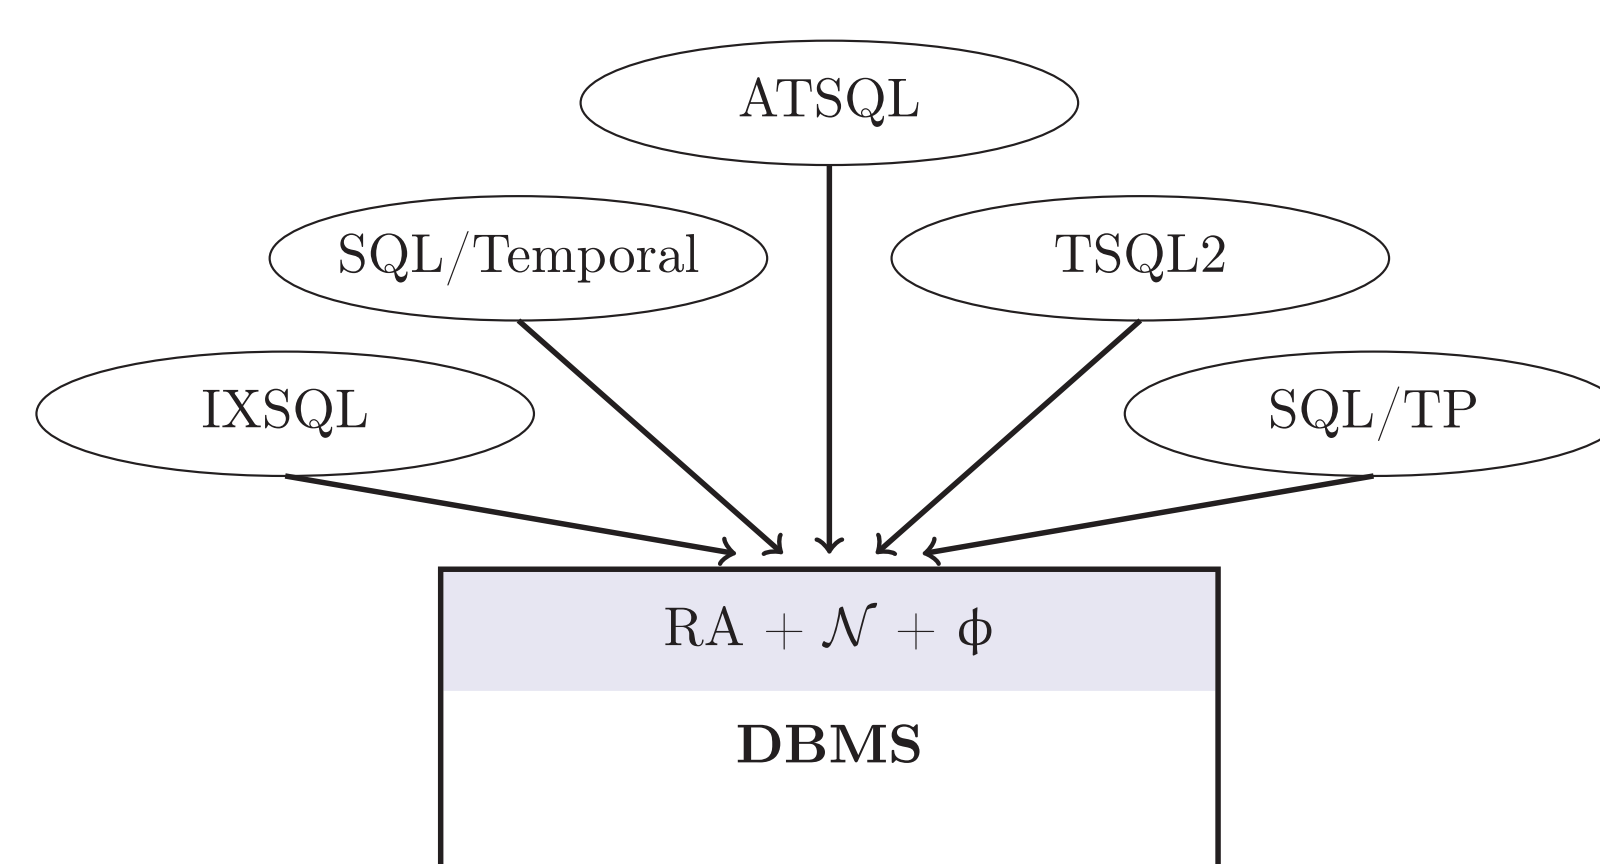 ATSQL
SQL/Temporal
TSQL2
IXSQL
SQL/TP
RA + 𝒩 + ϕ
DBMS